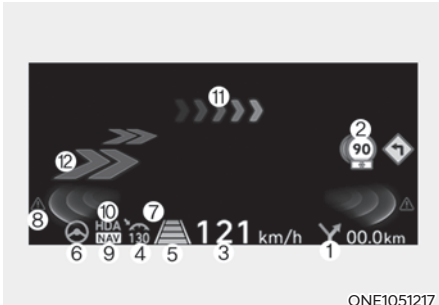 ⑪
②
90
⑫
⑧
⑩ ⑦
HDA
NAV 130 121 km/h 00.0km
⑥ ⑨ ④ ⑤ ③ ①
ONE1051217